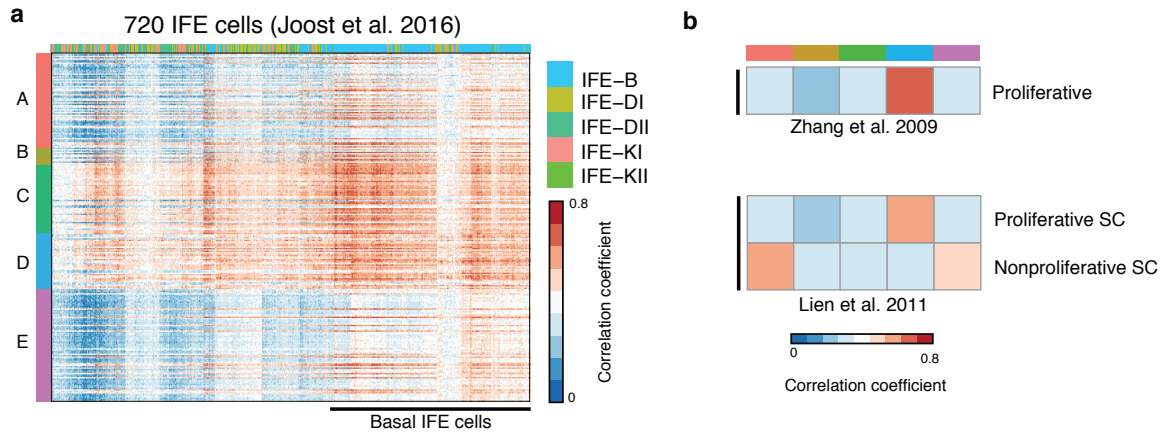 a
720 IFE cells (Joost et al. 2016)
A
B
C
D
E
IFE-B
IFE-DI
IFE-DII
IFE-KI
IFE-KII
0.8
Correlation coefficient
0
Basal IFE cells
b
Proliferative
Zhang et al. 2009
Proliferative SC
Nonproliferative SC
Lien et al. 2011
0
0.8
Correlation coefficient